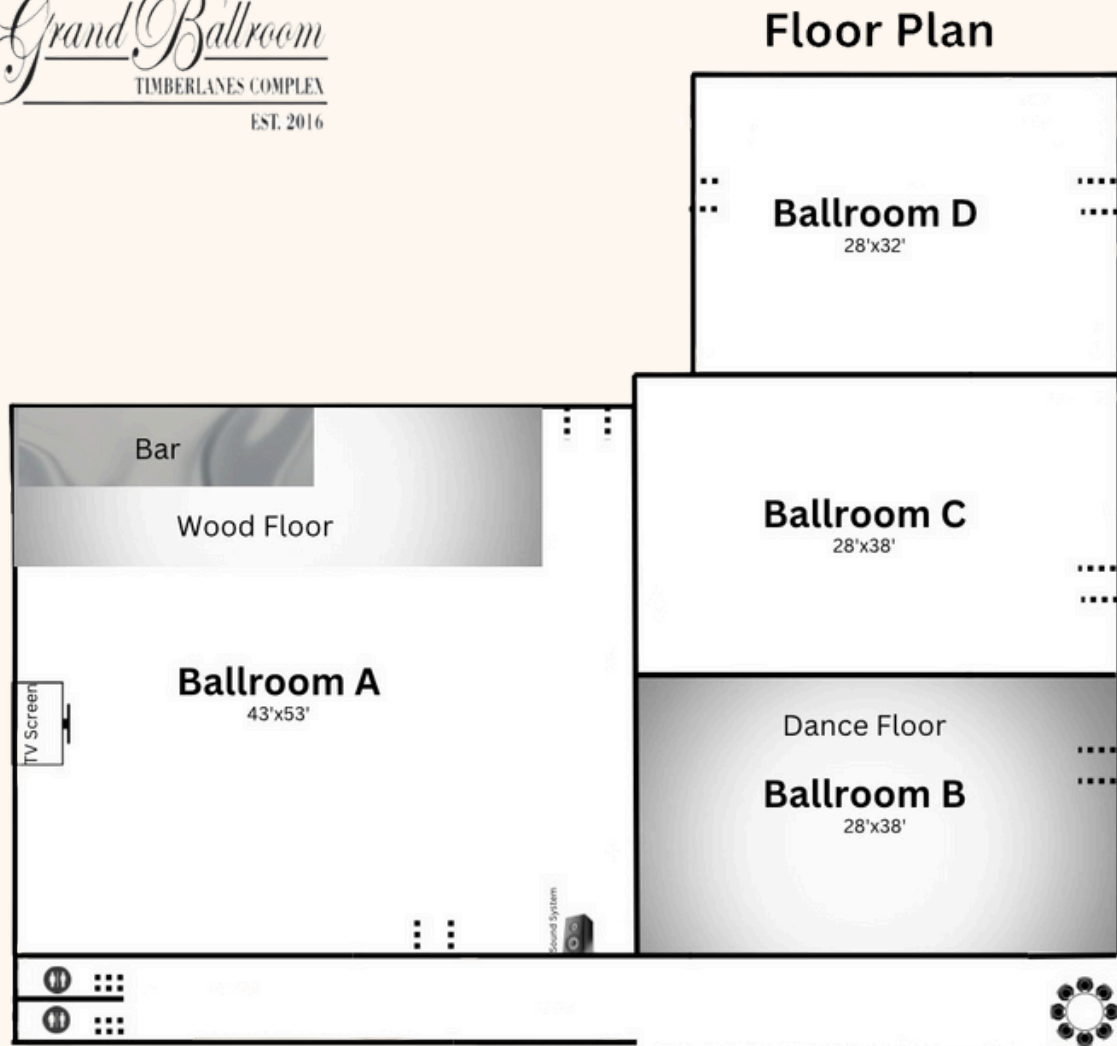 Grand Ballroom
TIMBERLANES COMPLEX
EST. 2016
Floor Plan
Ballroom D
28'x32'
Bar
Wood Floor
Ballroom C
28'x38'
Ballroom A
43'x53'
TV Screen
Dance Floor
Ballroom B
28'x38'
Sound System